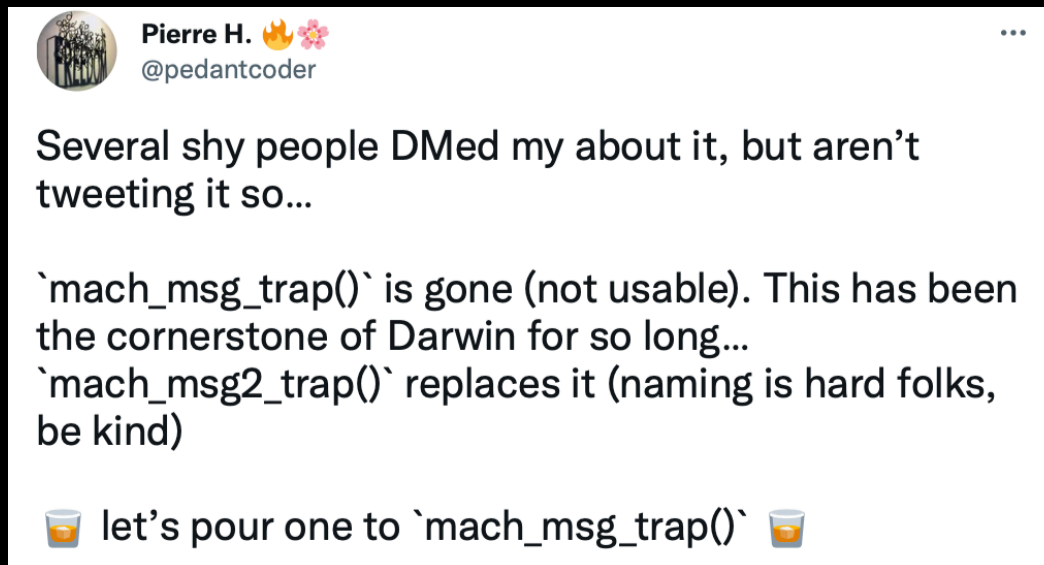 Pierre H. 🔥🌸
@pedantcoder
Several shy people DMed my about it, but aren’t
tweeting it so...
`mach_msg_trap()` is gone (not usable). This has been
the cornerstone of Darwin for so long...
`mach_msg2_trap()` replaces it (naming is hard folks,
be kind)
🥃 let’s pour one to `mach_msg_trap()` 🥃